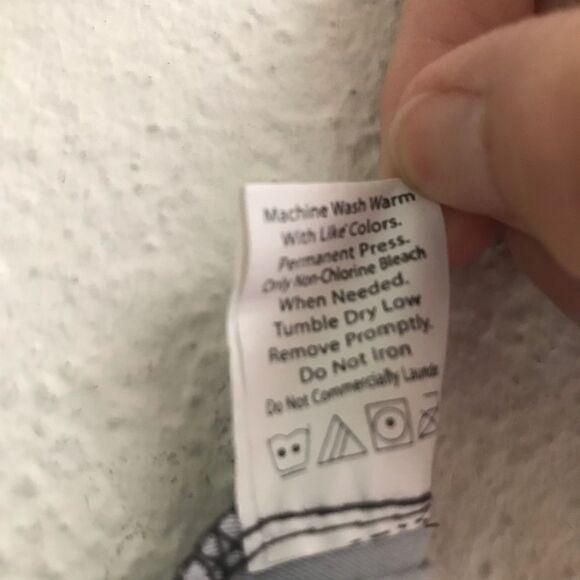 Machine Wash Warm
With Like Colors.
Permanent Press.
Only Non-Chlorine Bleach
When Needed.
Tumble Dry Low
Remove Promptly.
Do Not Iron
Do Not Commercially